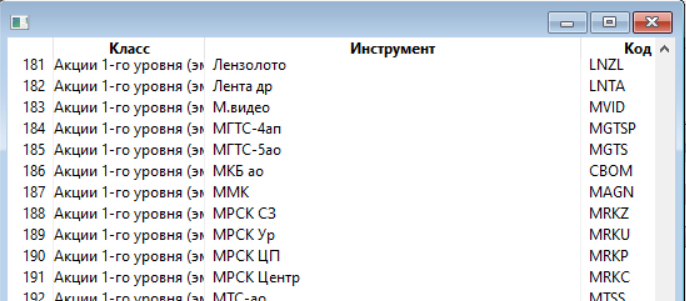 Класс Инструмент Код
181 Акции 1-го уровня (эм Лензолото LNZL
182 Акции 1-го уровня (эм Лента др LNTA
183 Акции 1-го уровня (эм М.видео MVID
184 Акции 1-го уровня (эм МГТС-4ап MGTSP
185 Акции 1-го уровня (эм МГТС-5ао MGTS
186 Акции 1-го уровня (эм МКБ ао CBOM
187 Акции 1-го уровня (эм ММК MAGN
188 Акции 1-го уровня (эм МРСК СЗ MRKZ
189 Акции 1-го уровня (эм МРСК Ур MRKU
190 Акции 1-го уровня (эм МРСК ЦП MRKP
191 Акции 1-го уровня (эм МРСК Центр MRKC
192 Акции 1-го уровня (эм МТС-ао MTSS